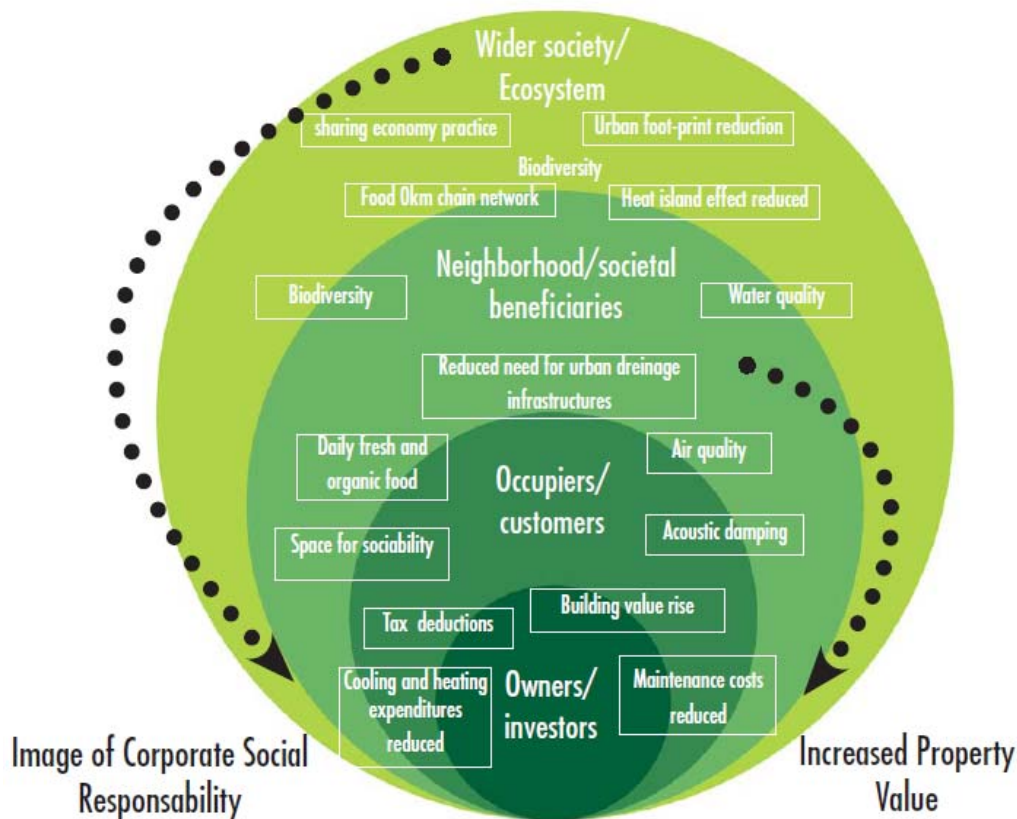 Wider society/
Ecosystem
sharing economy practice
Urban foot-print reduction
Biodiversity
Food 0km chain network
Heat island effect reduced
Neighborhood/societal
beneficiaries
Biodiversity
Water quality
Reduced need for urban dreinage
infrastructures
Daily fresh and
organic food
Air quality
Occupiers/
customers
Space for sociability
Acoustic damping
Tax deductions
Building value rise
Cooling and heating
expenditures
reduced
Owners/
investors
Maintenance costs
reduced
Image of Corporate Social
Responsability
Increased Property
Value